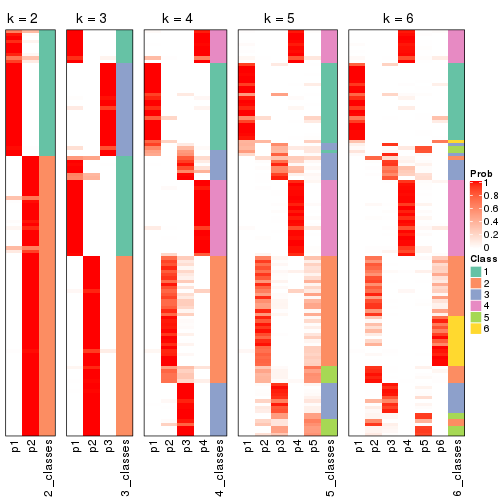 k = 2
k = 3
k = 4
k = 5
k = 6
p1
p2
2_classes
p1
p2
p3
3_classes
p1
p2
p3
p4
4_classes
p1
p2
p3
p4
p5
5_classes
p1
p2
p3
p4
p5
p6
6_classes
Prob
1
0.8
0.6
0.4
0.2
0
Class
1
2
3
4
5
6